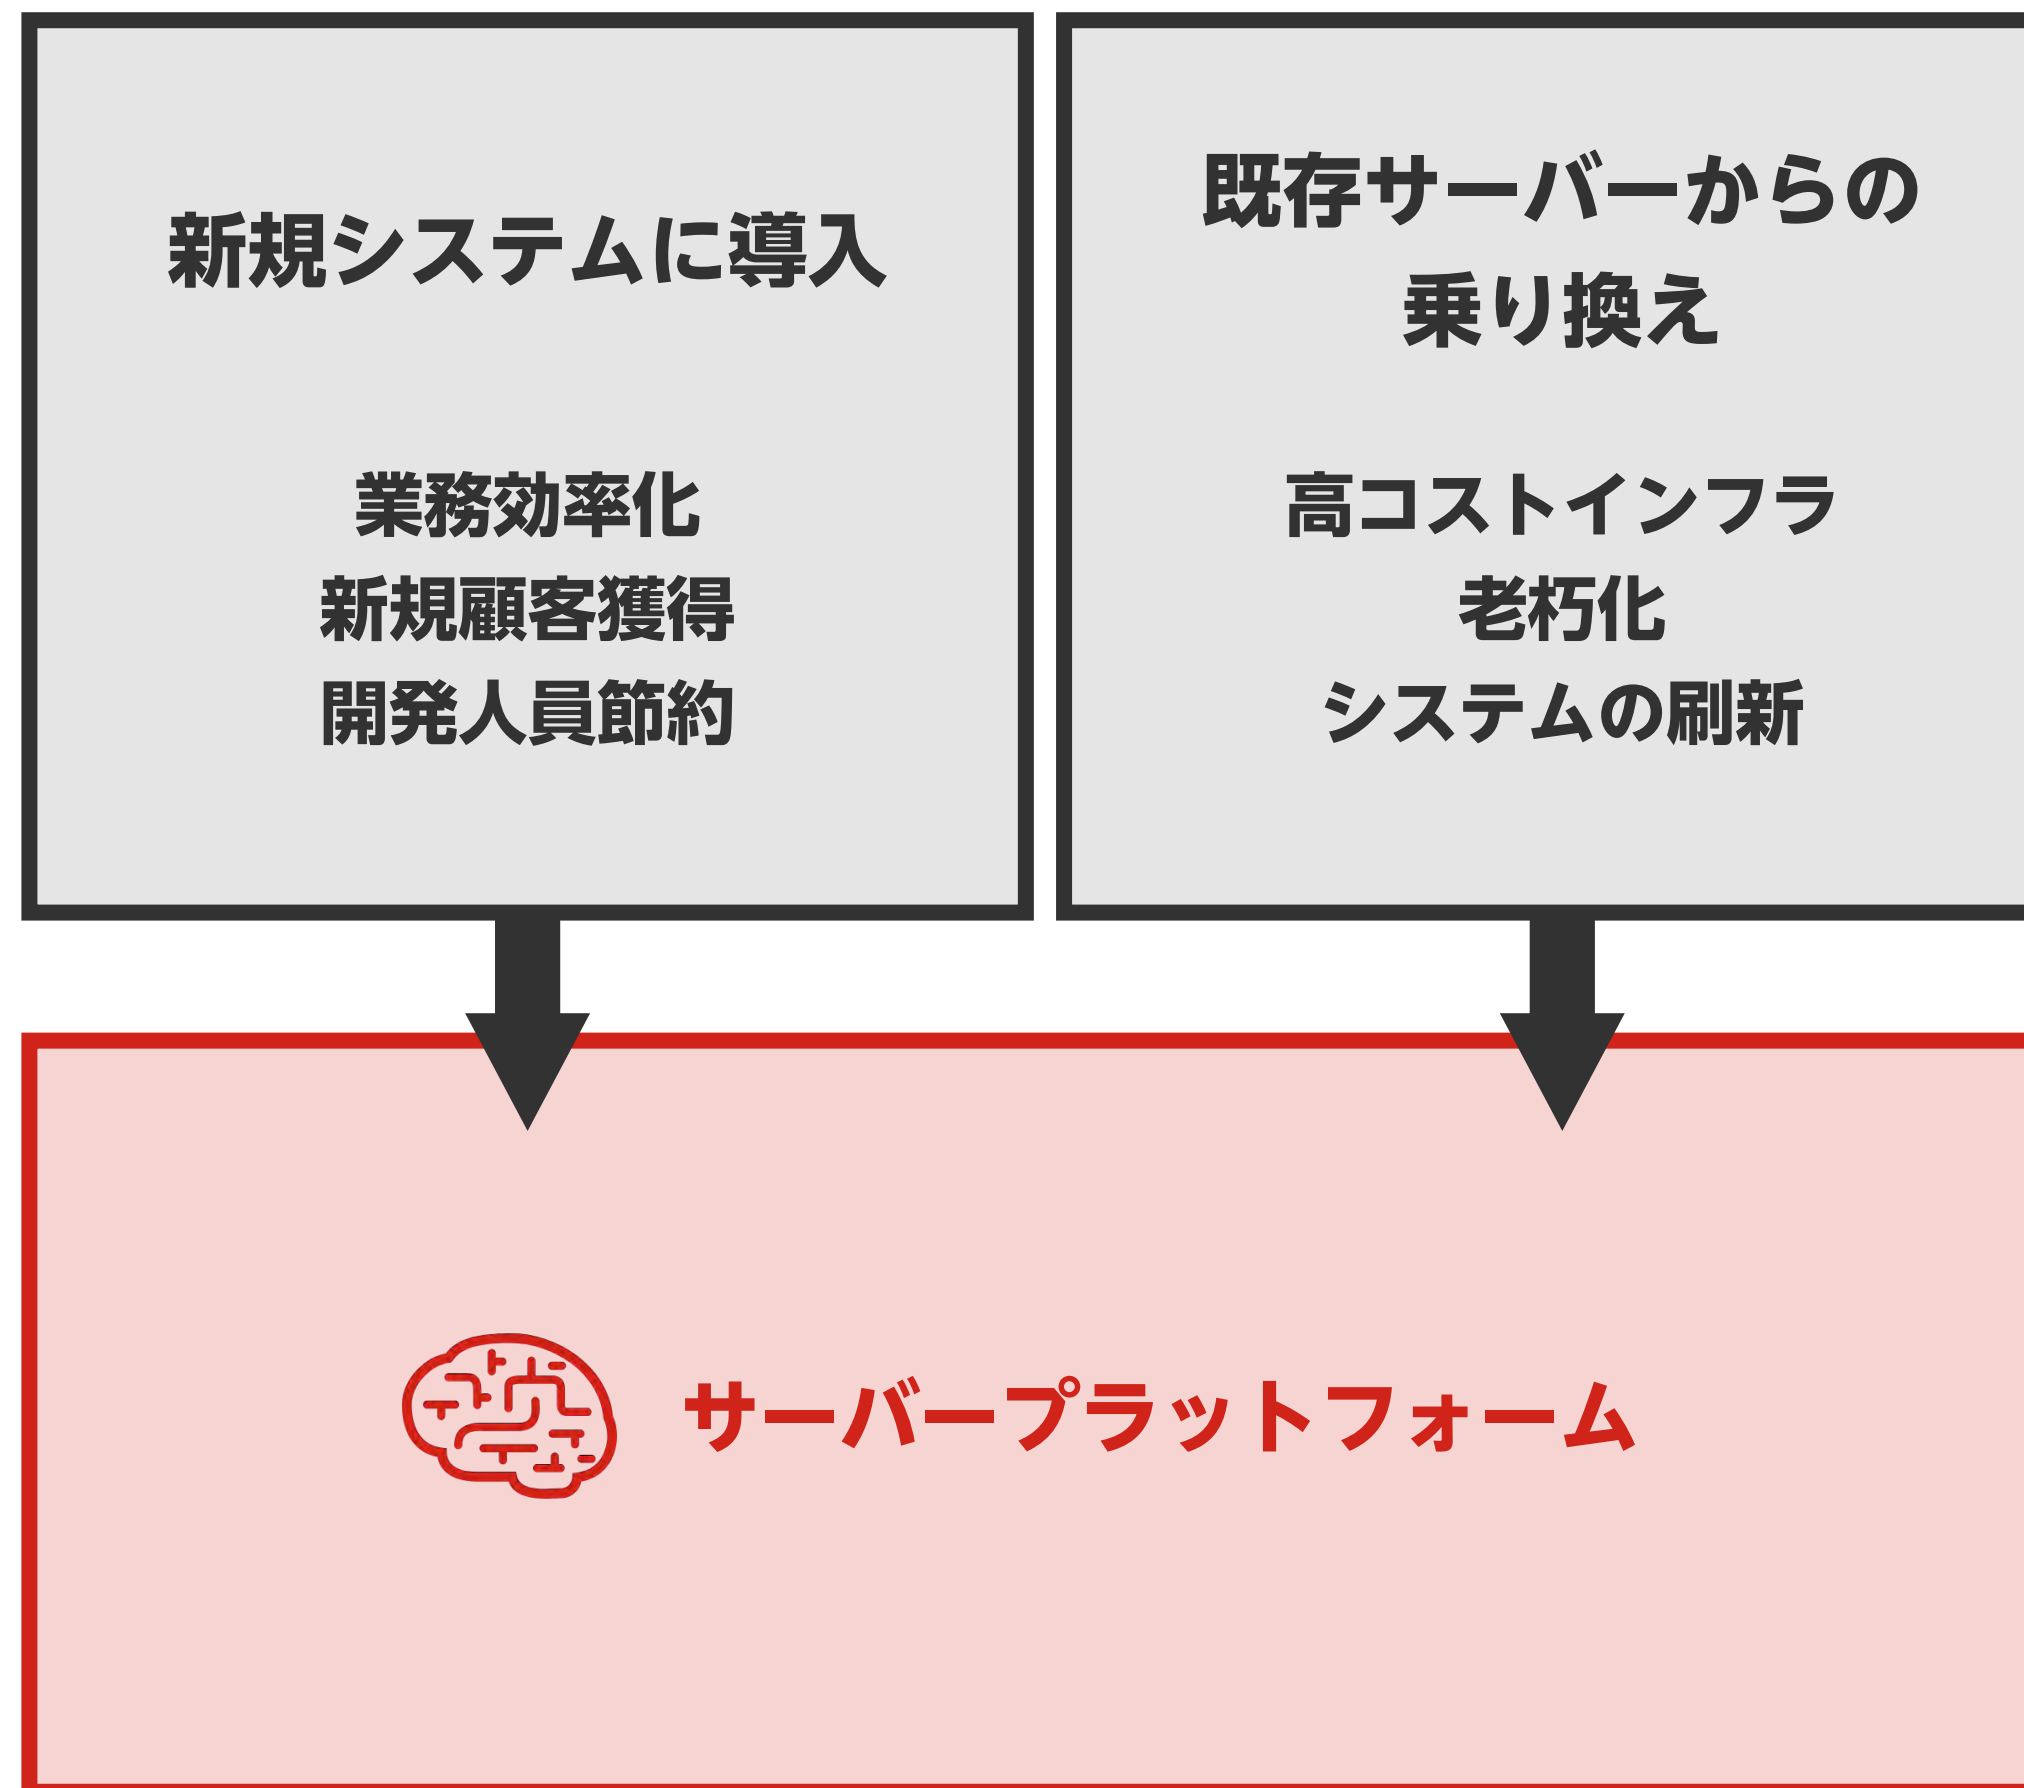 新規システムに導入
業務効率化
新規顧客獲得
開発人員節約
既存サーバーからの
乗り換え
高コストインフラ
老朽化
システムの刷新
サーバープラットフォーム